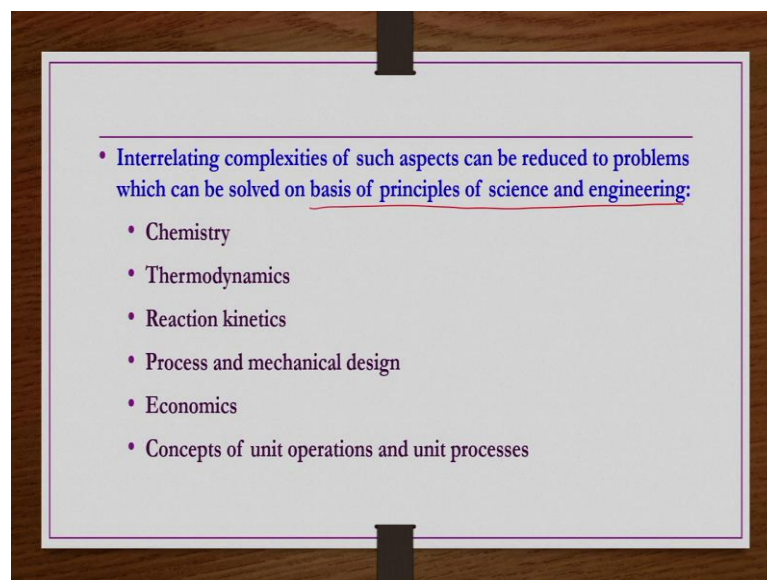 • Interrelating complexities of such aspects can be reduced to problems
which can be solved on basis of principles of science and engineering:
• Chemistry
• Thermodynamics
• Reaction kinetics
• Process and mechanical design
• Economics
• Concepts of unit operations and unit processes